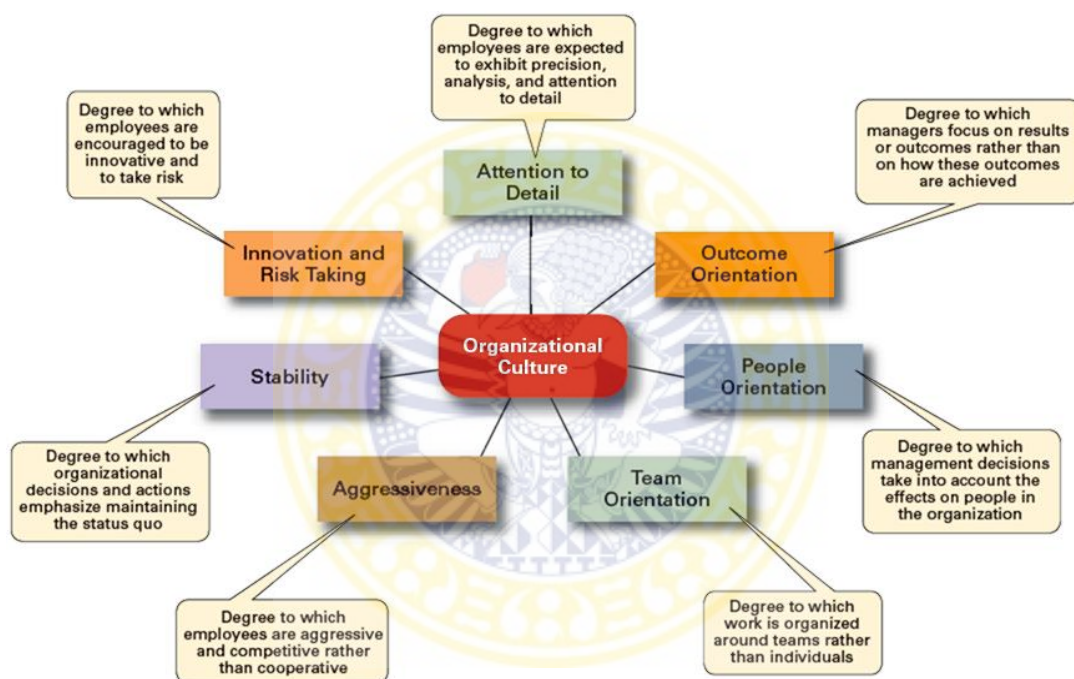 Degree to which
employees are expected
to exhibit precision,
analysis, and attention
to detail
Degree to which
employees are
encouraged to be
innovative and
to take risk
Degree to which
managers focus on results
or outcomes rather than
on how these outcomes
are achieved
Attention to
Detail
Innovation and
Risk Taking
Outcome
Orientation
Organizational
Culture
Stability
People
Orientation
Degree to which
organizational
decisions and actions
emphasize maintaining
the status quo
Aggressiveness
Team
Orientation
Degree to which
management decisions
take into account the
effects on people in
the organization
Degree to which
employees are aggressive
and competitive rather
than cooperative
Degree to which
work is organized
around teams rather
than individuals